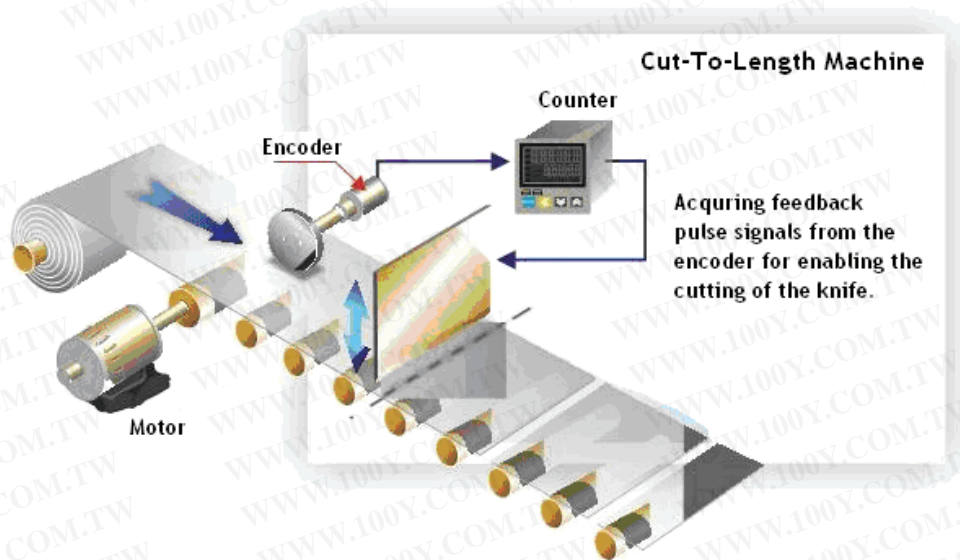 Cut-To-Length Machine
Counter
Encoder
Acquring feedback
pulse signals from the
encoder for enabling the
cutting of the knife.
Motor
WWW.100Y.COM.TW